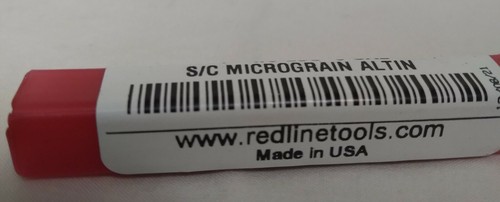 S/C MICROGRAIN ALTIN
www.redlinetools.com
Made in USA